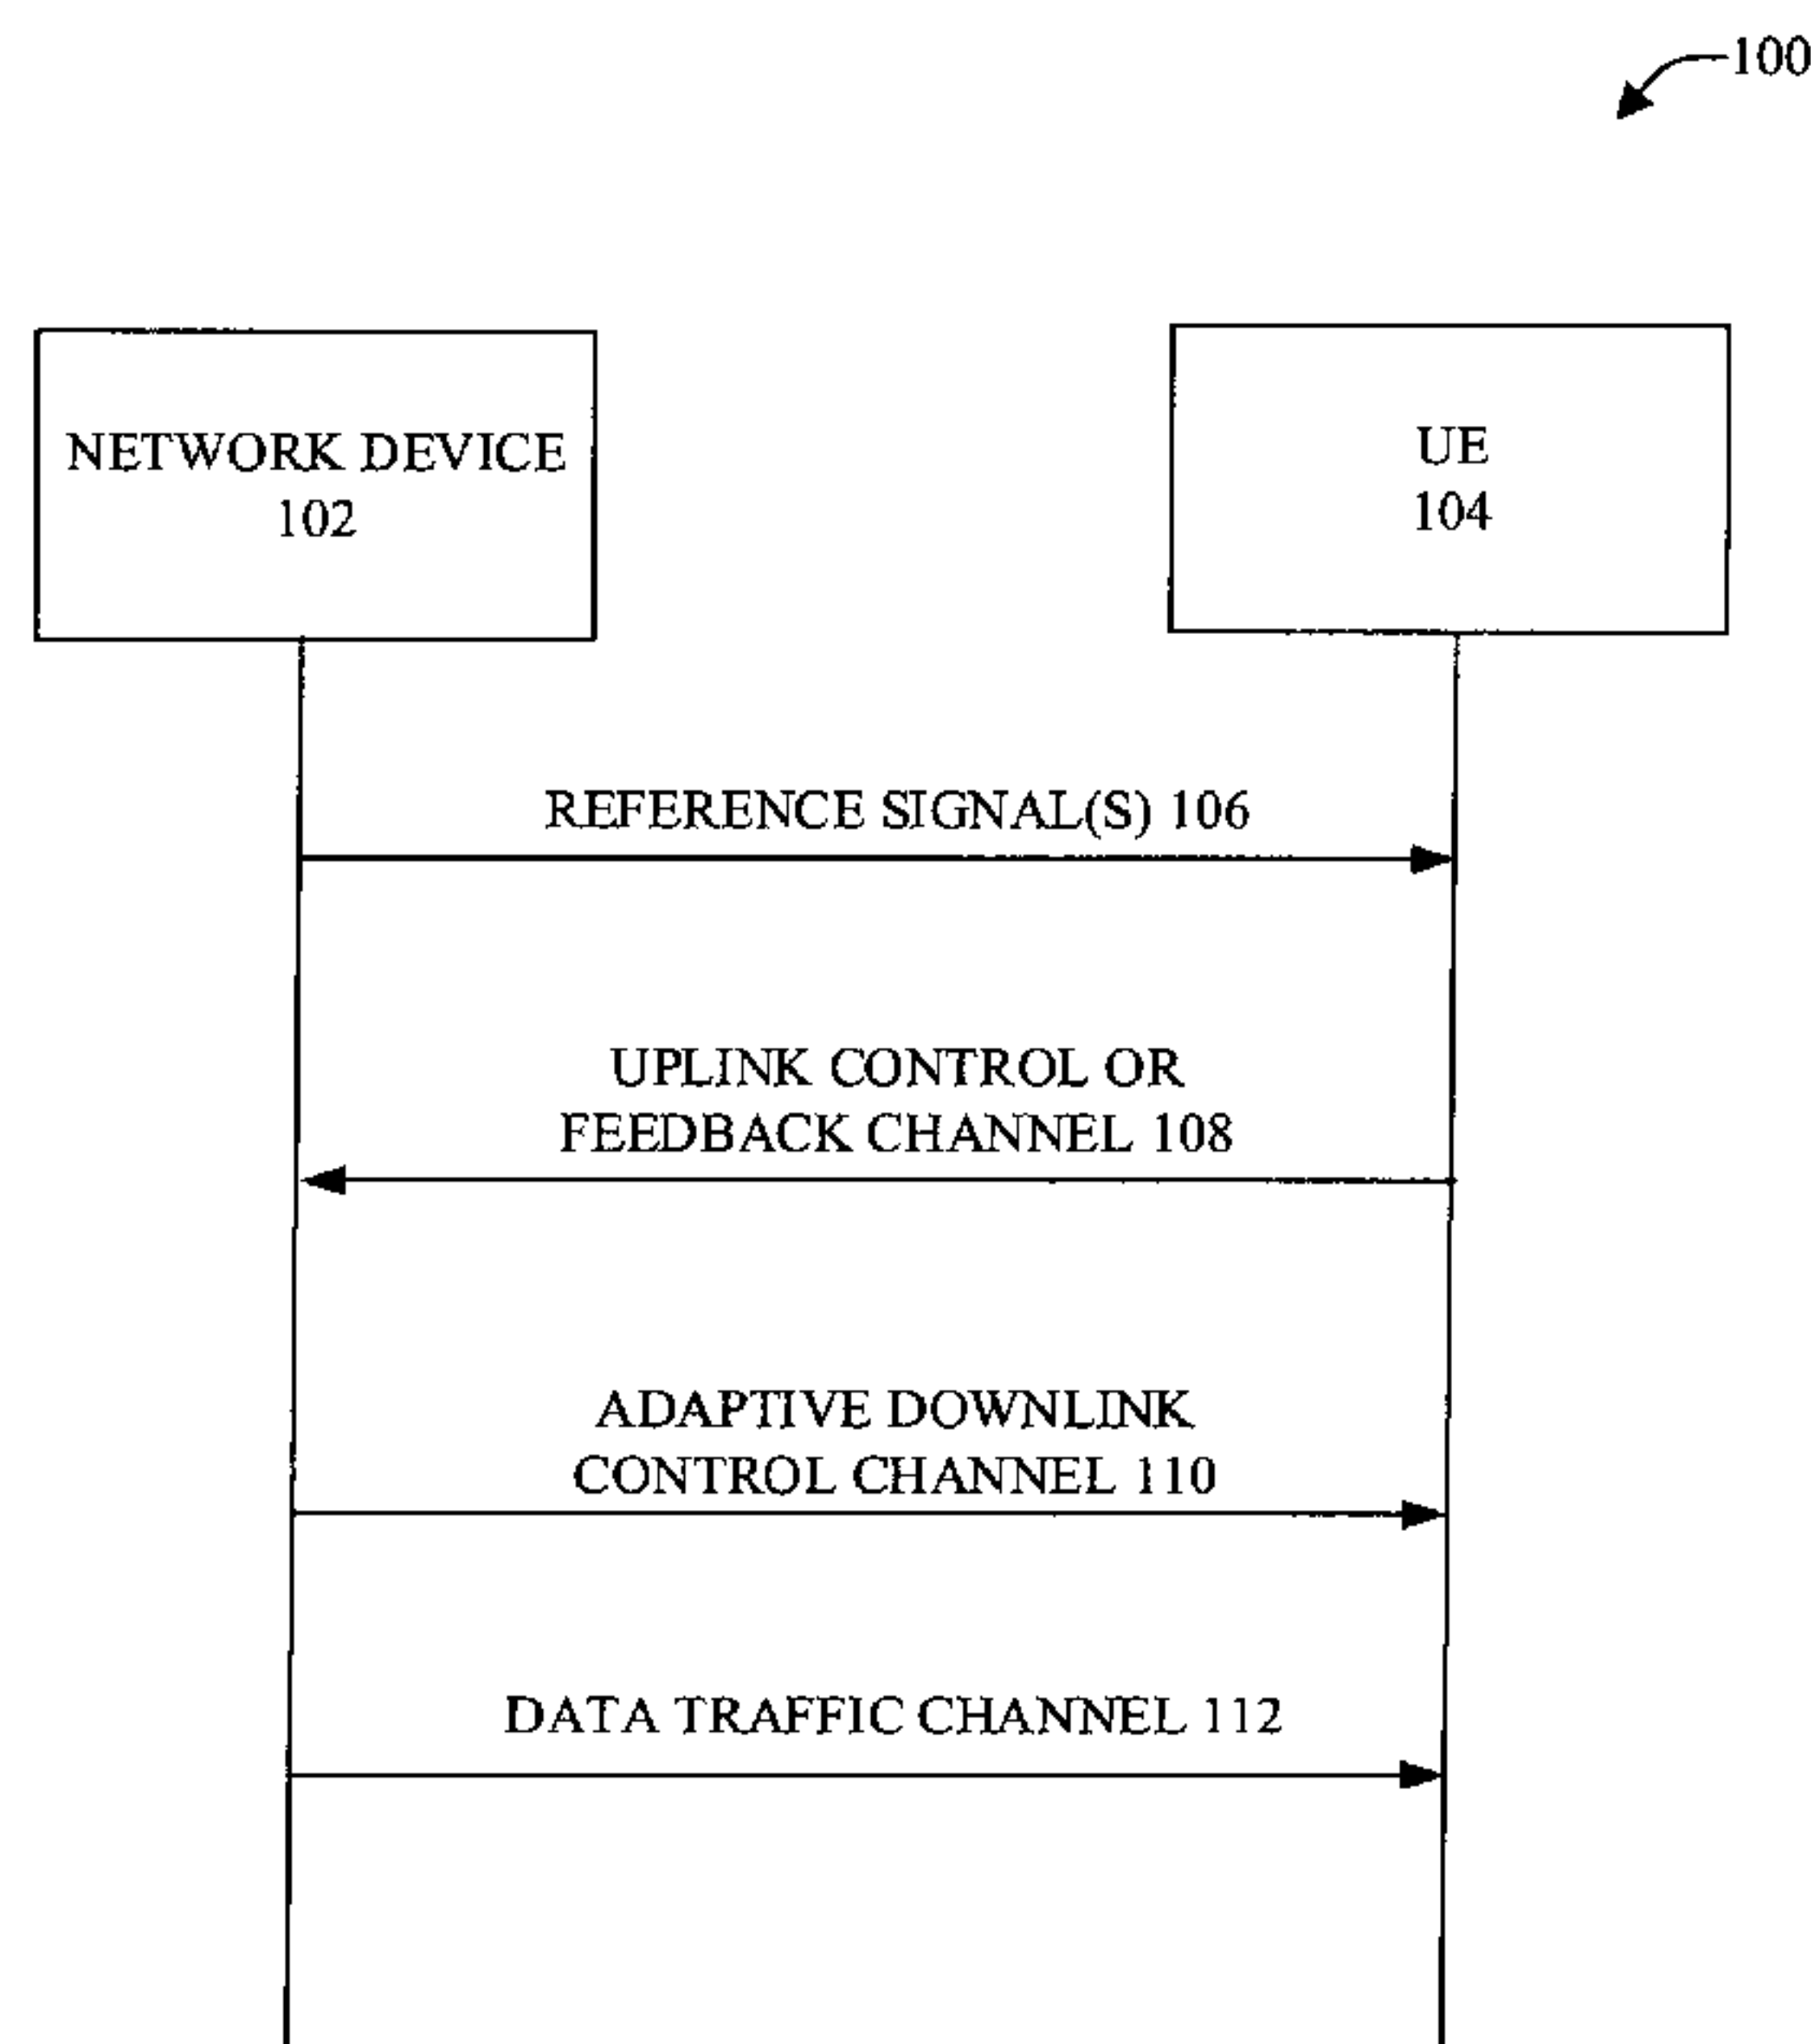 100
NETWORK DEVICE
102
UE
104
REFERENCE SIGNAL(S) 106
UPLINK CONTROL OR
FEEDBACK CHANNEL 108
ADAPTIVE DOWNLINK
CONTROL CHANNEL 110
DATA TRAFFIC CHANNEL 112